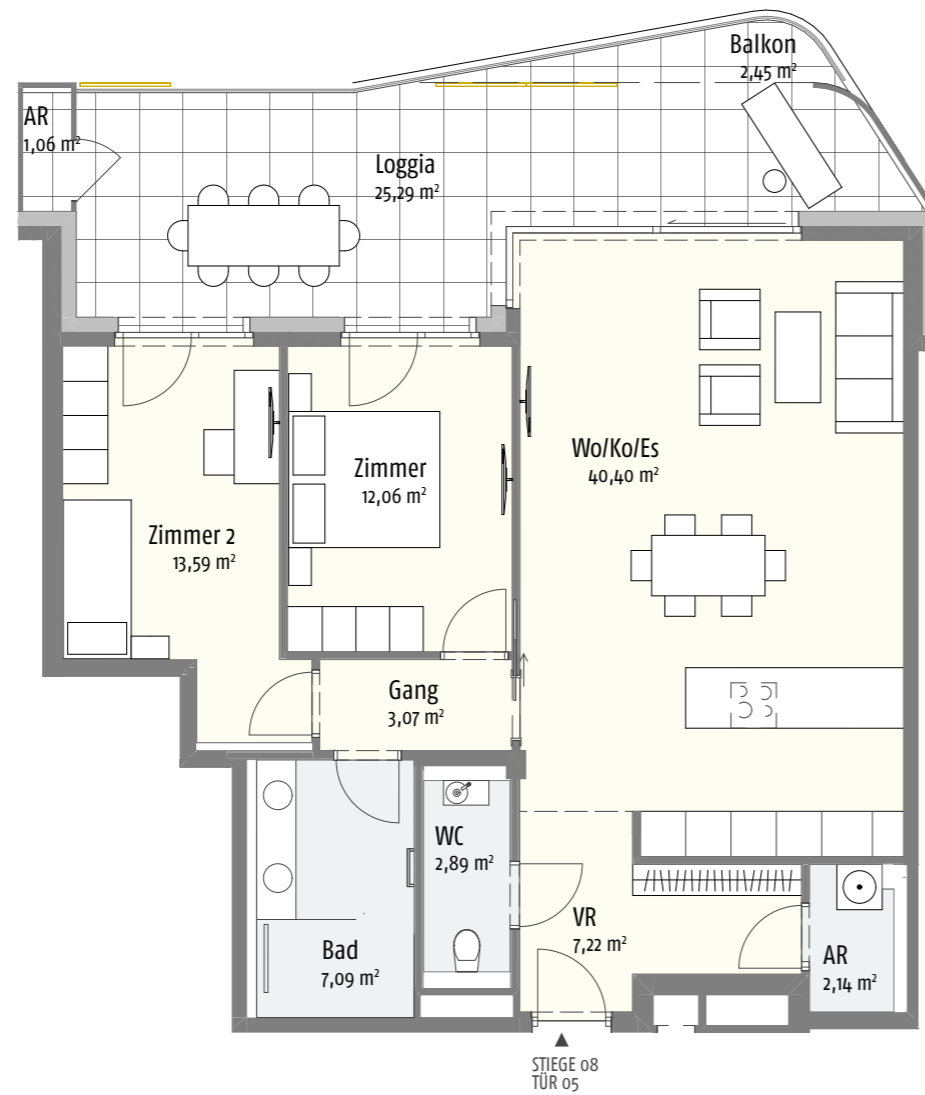 Balkon
2,45 m²
AR
1,06 m²
Loggia
25,29 m²
Wo/Ko/Es
40,40 m²
Zimmer
12,06 m²
Zimmer 2
13,59 m²
Gang
3,07 m²
WC
2,89 m²
VR
7,22 m²
Bad
7,09 m²
AR
2,14 m²
STIEGE 08
TÜR 05